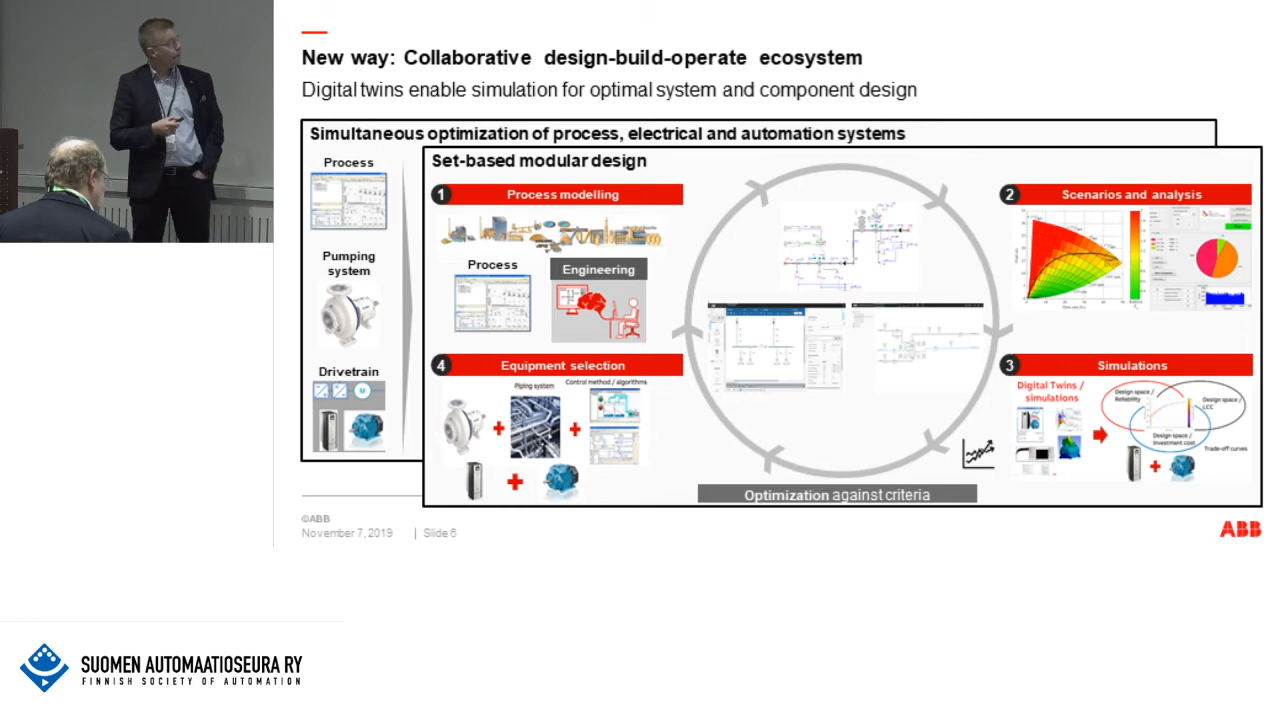 New way: Collaborative design-build-operate ecosystem
Digital twins enable simulation for optimal system and component design
Simultaneous optimization of process, electrical and automation systems
Process
Pumping
system
Drivetrain
M
Set-based modular design
1
Process modelling
Process
Engineering
2
Scenarios and analysis
4
Equipment selection
Piping system
Control method / algorithms
3
Simulations
Digital Twins /
simulations
Design space /
Reliability
Design space /
LCC
Design space /
Investment cost
Trade-off curves
Optimization against criteria
©ABB
November 7, 2019
Slide 6
ABB
SUOMEN AUTOMAATIOSEURA RY
FINNISH SOCIETY OF AUTOMATION